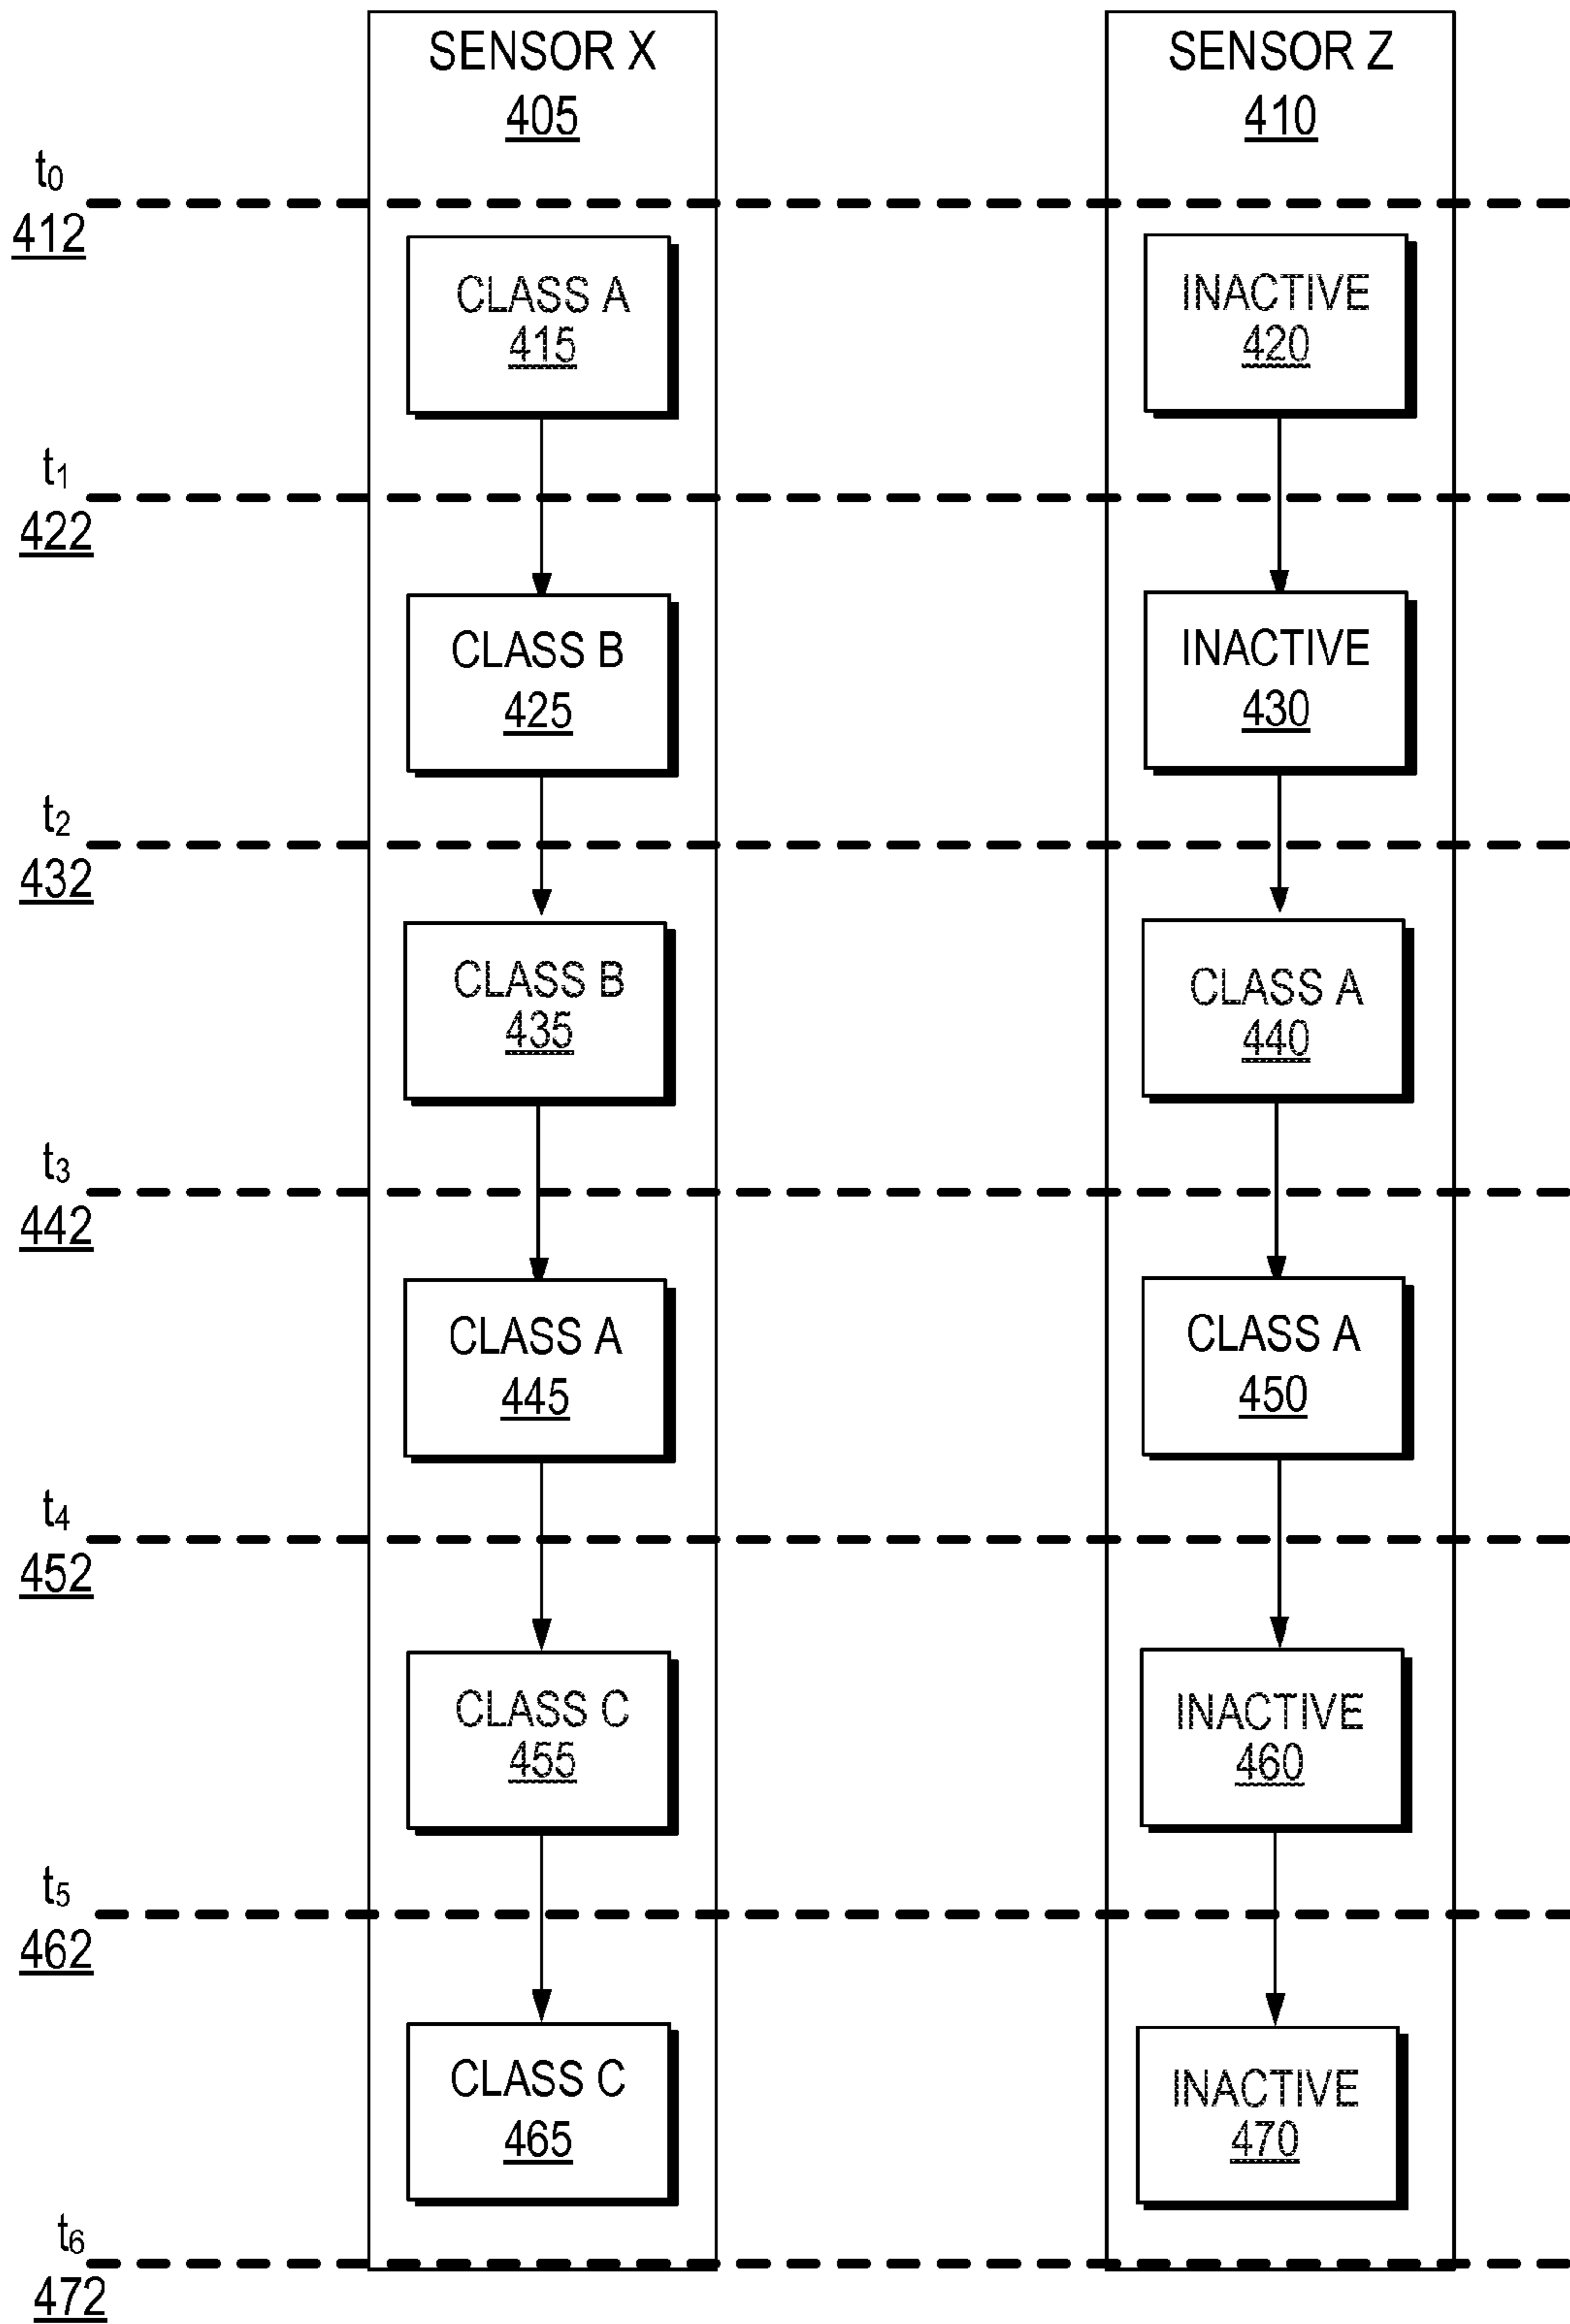 SENSOR X
405
SENSOR Z
410
t0
412
CLASS A
415
INACTIVE
420
t1
422
CLASS B
425
INACTIVE
430
t2
432
CLASS B
435
CLASS A
440
t3
442
CLASS A
445
CLASS A
450
t4
452
CLASS C
455
INACTIVE
460
t5
462
CLASS C
465
INACTIVE
470
t6
472